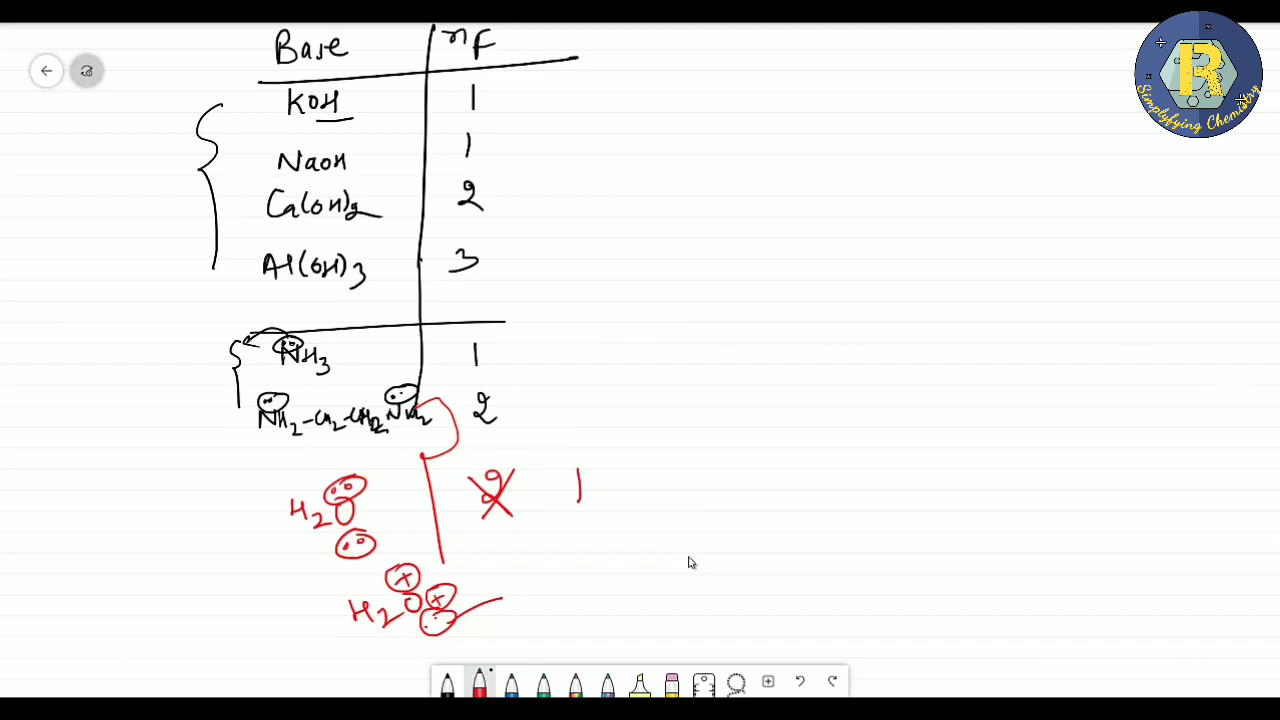 Base nF
KOH 1
NaOH 1
Ca(OH)2 2
Al(OH)3 3
NH3 1
NH2-CH2-CH2 NH2 2
H2O 2 1
H2O + +
R
Simplyfying Chemistry